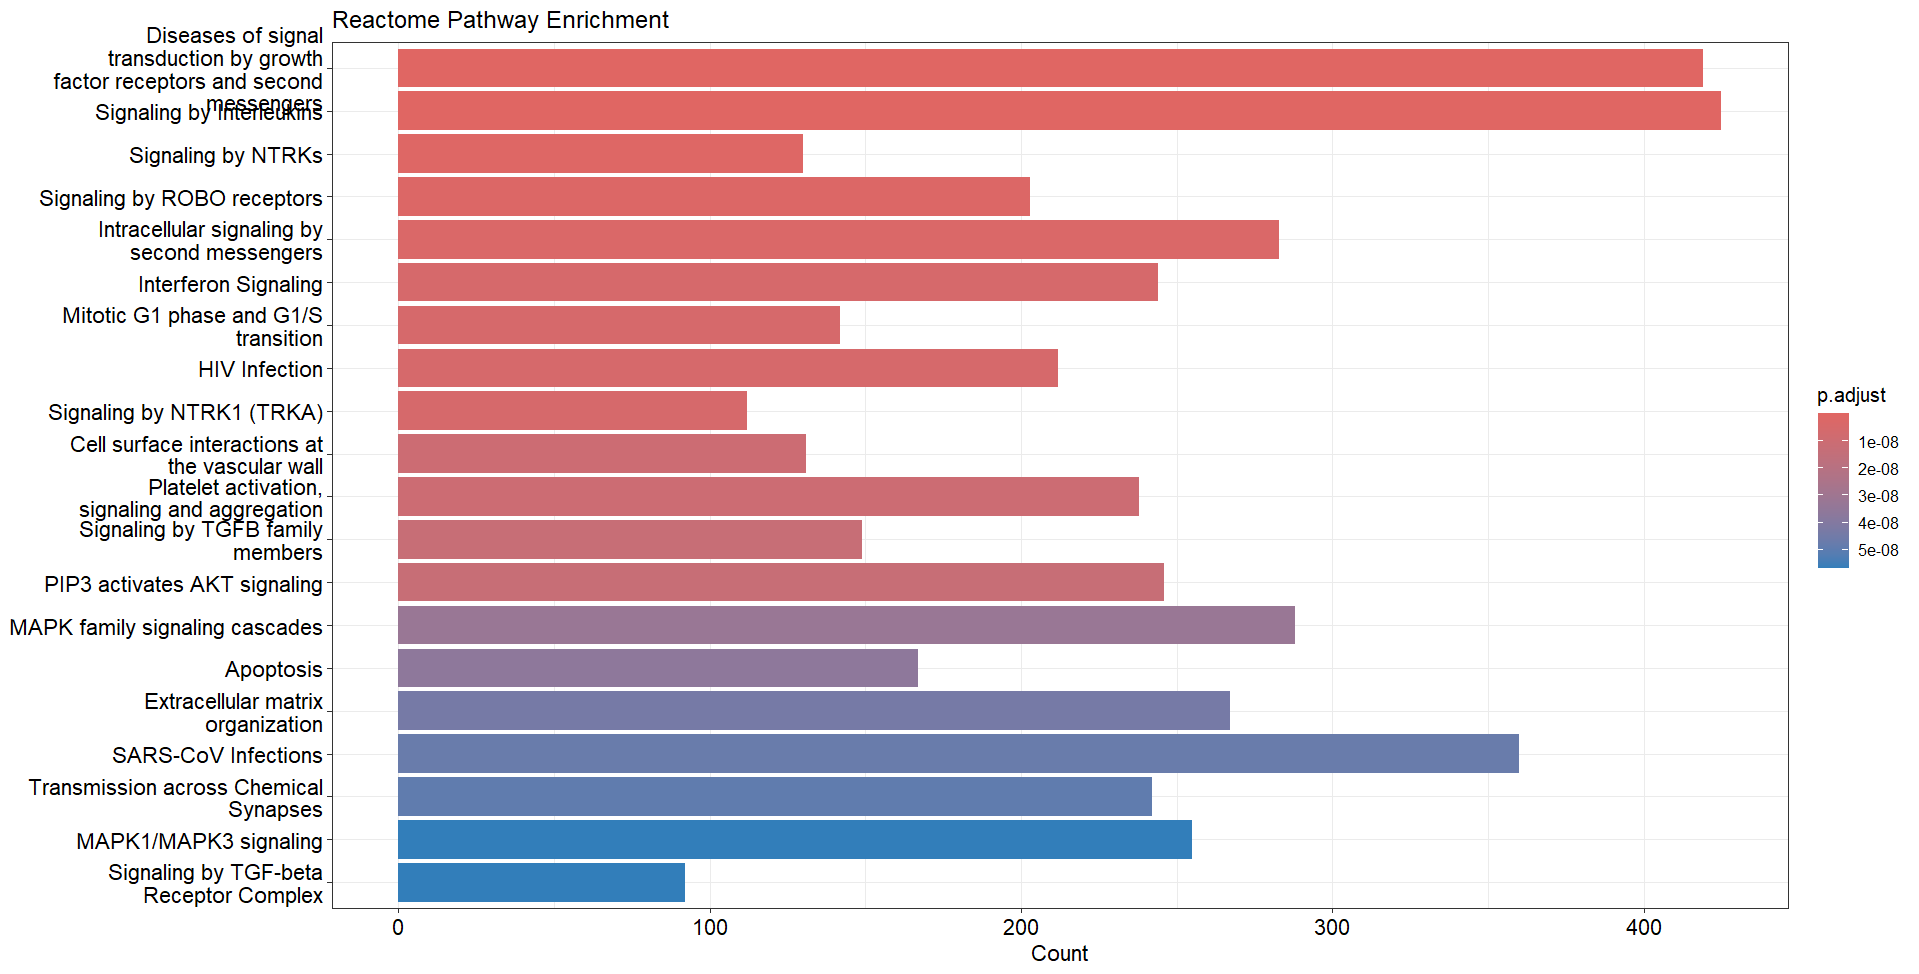 Reactome Pathway Enrichment
Diseases of signal
transduction by growth
factor receptors and second
messengers
Signaling by Interleukins
Signaling by NTRKs
Signaling by ROBO receptors
Intracellular signaling by
second messengers
Interferon Signaling
Mitotic G1 phase and G1/S
transition
HIV Infection
Signaling by NTRK1 (TRKA)
Cell surface interactions at
the vascular wall
Platelet activation,
signaling and aggregation
Signaling by TGFB family
members
PIP3 activates AKT signaling
MAPK family signaling cascades
Apoptosis
Extracellular matrix
organization
SARS-CoV Infections
Transmission across Chemical
Synapses
MAPK1/MAPK3 signaling
Signaling by TGF-beta
Receptor Complex
0 100 200 300 400
Count
p.adjust
1e-08
2e-08
3e-08
4e-08
5e-08